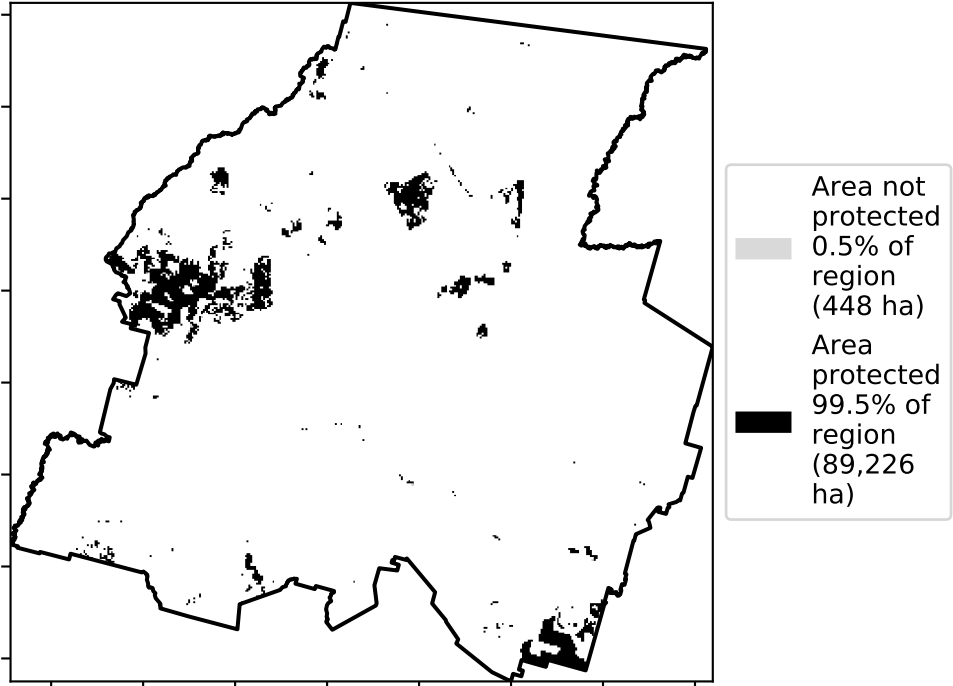 Area not
protected
0.5% of
region
(448 ha)
Area
protected
99.5% of
region
(89,226
ha)